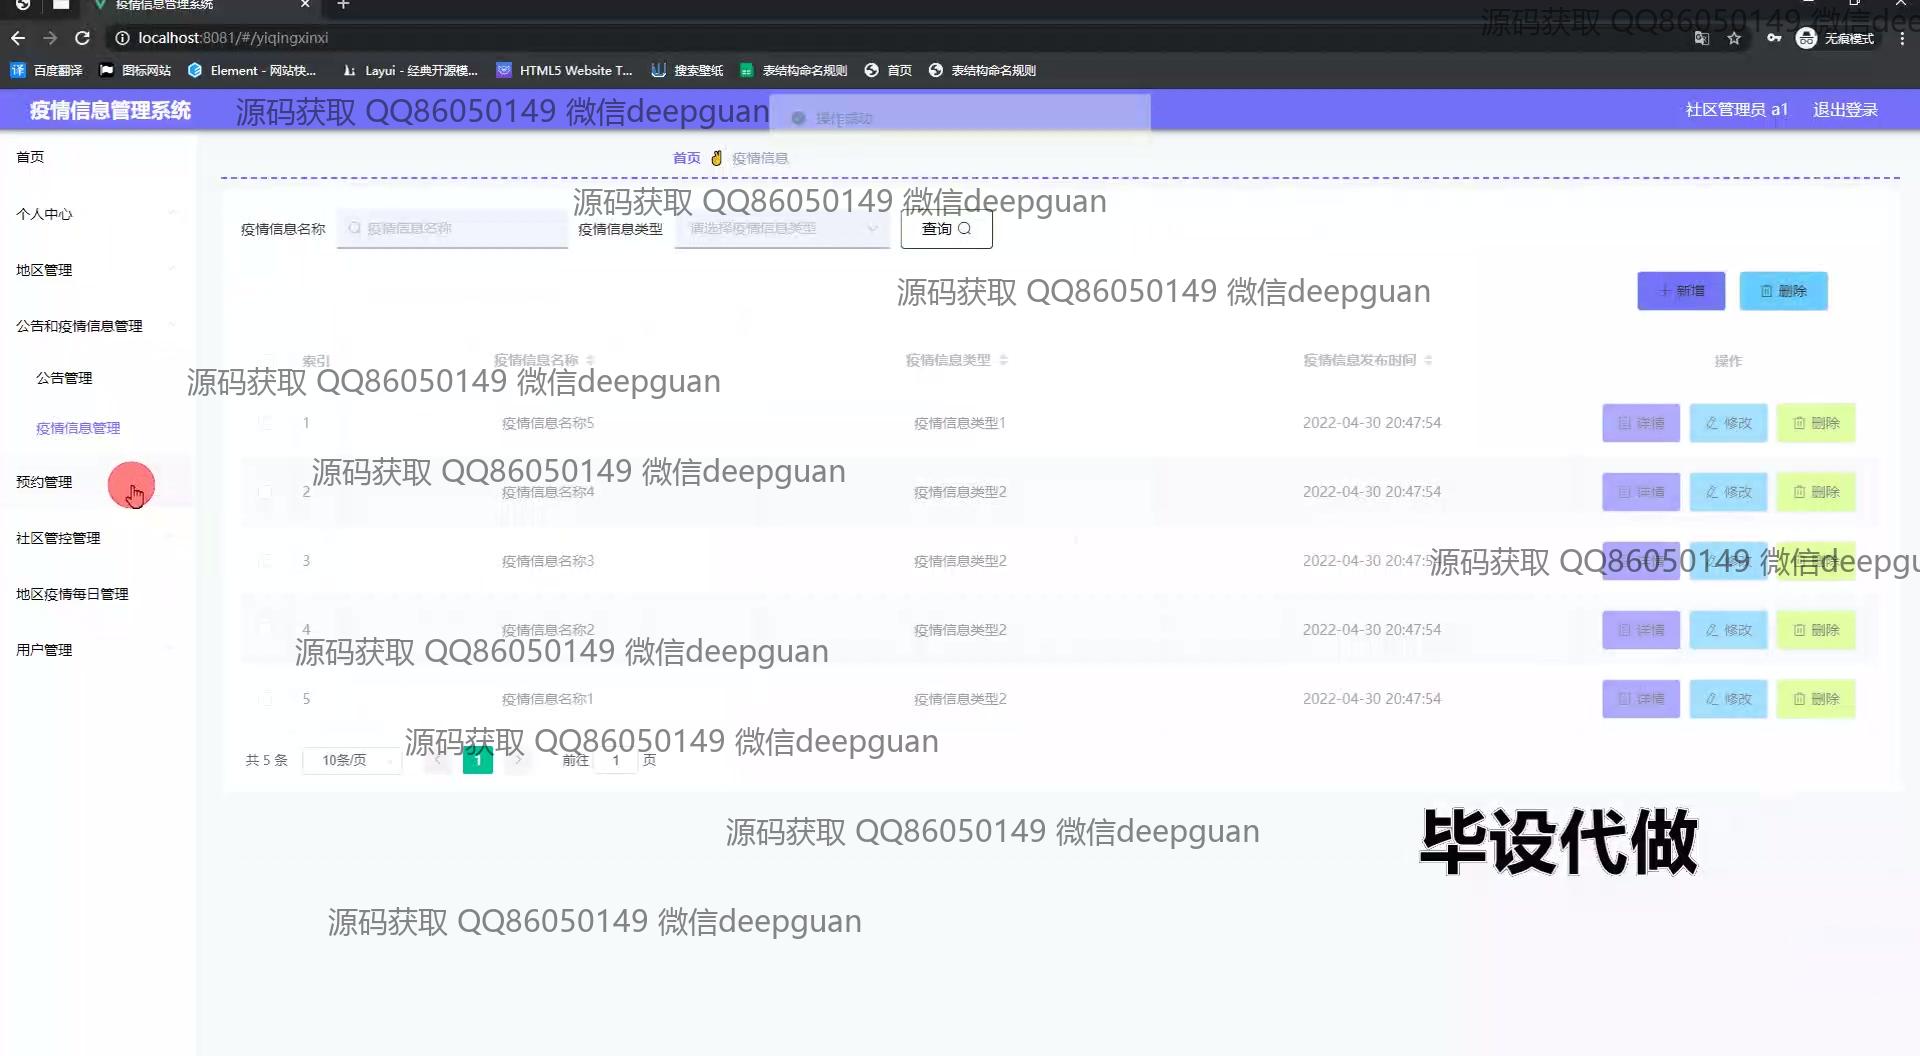 疫情信息管理系统
源码获取 QQ86050149 微信dee
localhost:8081/#/yiqingxinxi
无痕模式
百度翻译 图标网站 Element - 网站快... Layui - 经典开源模... HTML5 Website T... 搜索壁纸 表结构命名规则 首页 表结构命名规则
疫情信息管理系统
源码获取 QQ86050149 微信deepguan
操作成功
社区管理员 a1 退出登录
首页
首页 疫情信息
个人中心
源码获取 QQ86050149 微信deepguan
疫情信息名称 疫情信息名称 疫情信息类型 请选择疫情信息类型 查询
地区管理
源码获取 QQ86050149 微信deepguan
新增 删除
公告和疫情信息管理
索引 疫情信息名称 疫情信息类型 疫情信息发布时间 操作
公告管理
源码获取 QQ86050149 微信deepguan
1 疫情信息名称5 疫情信息类型1 2022-04-30 20:47:54 详情 修改 删除
疫情信息管理
源码获取 QQ86050149 微信deepguan
预约管理
2 疫情信息名称4 疫情信息类型2 2022-04-30 20:47:54 详情 修改 删除
社区管控管理
3 疫情信息名称3 疫情信息类型2 2022-04-30 20:47:5
源码获取 QQ86050149 微信deepgu
地区疫情每日管理
4 疫情信息名称2 疫情信息类型2 2022-04-30 20:47:54 详情 修改 删除
用户管理
源码获取 QQ86050149 微信deepguan
5 疫情信息名称1 疫情信息类型2 2022-04-30 20:47:54 详情 修改 删除
源码获取 QQ86050149 微信deepguan
共 5 条 10条/页 1 前往 1 页
源码获取 QQ86050149 微信deepguan
毕设代做
源码获取 QQ86050149 微信deepguan